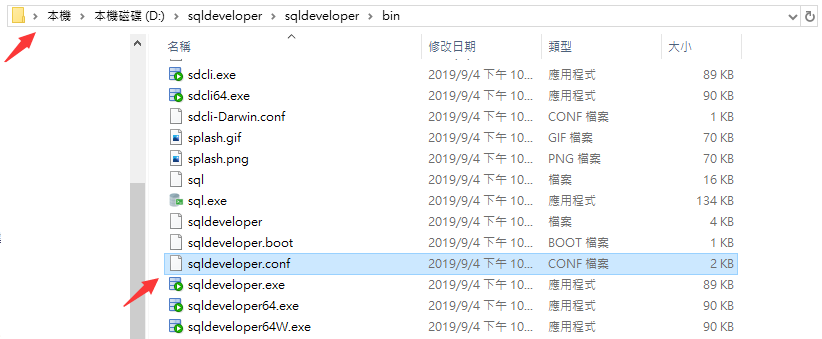 本機 本機磁碟 (D:) sqldeveloper sqldeveloper bin
名稱 修改日期 類型 大小
sdcli.exe 2019/9/4 下午 10... 應用程式 89 KB
sdcli64.exe 2019/9/4 下午 10... 應用程式 90 KB
sdcli-Darwin.conf 2019/9/4 下午 10... CONF 檔案 1 KB
splash.gif 2019/9/4 下午 10... GIF 檔案 70 KB
splash.png 2019/9/4 下午 10... PNG 檔案 70 KB
sql 2019/9/4 下午 10... 檔案 16 KB
sql.exe 2019/9/4 下午 10... 應用程式 134 KB
sqldeveloper 2019/9/4 下午 10... 檔案 4 KB
sqldeveloper.boot 2019/9/4 下午 10... BOOT 檔案 1 KB
sqldeveloper.conf 2019/9/4 下午 10... CONF 檔案 2 KB
sqldeveloper.exe 2019/9/4 下午 10... 應用程式 89 KB
sqldeveloper64.exe 2019/9/4 下午 10... 應用程式 90 KB
sqldeveloper64W.exe 2019/9/4 下午 10... 應用程式 90 KB